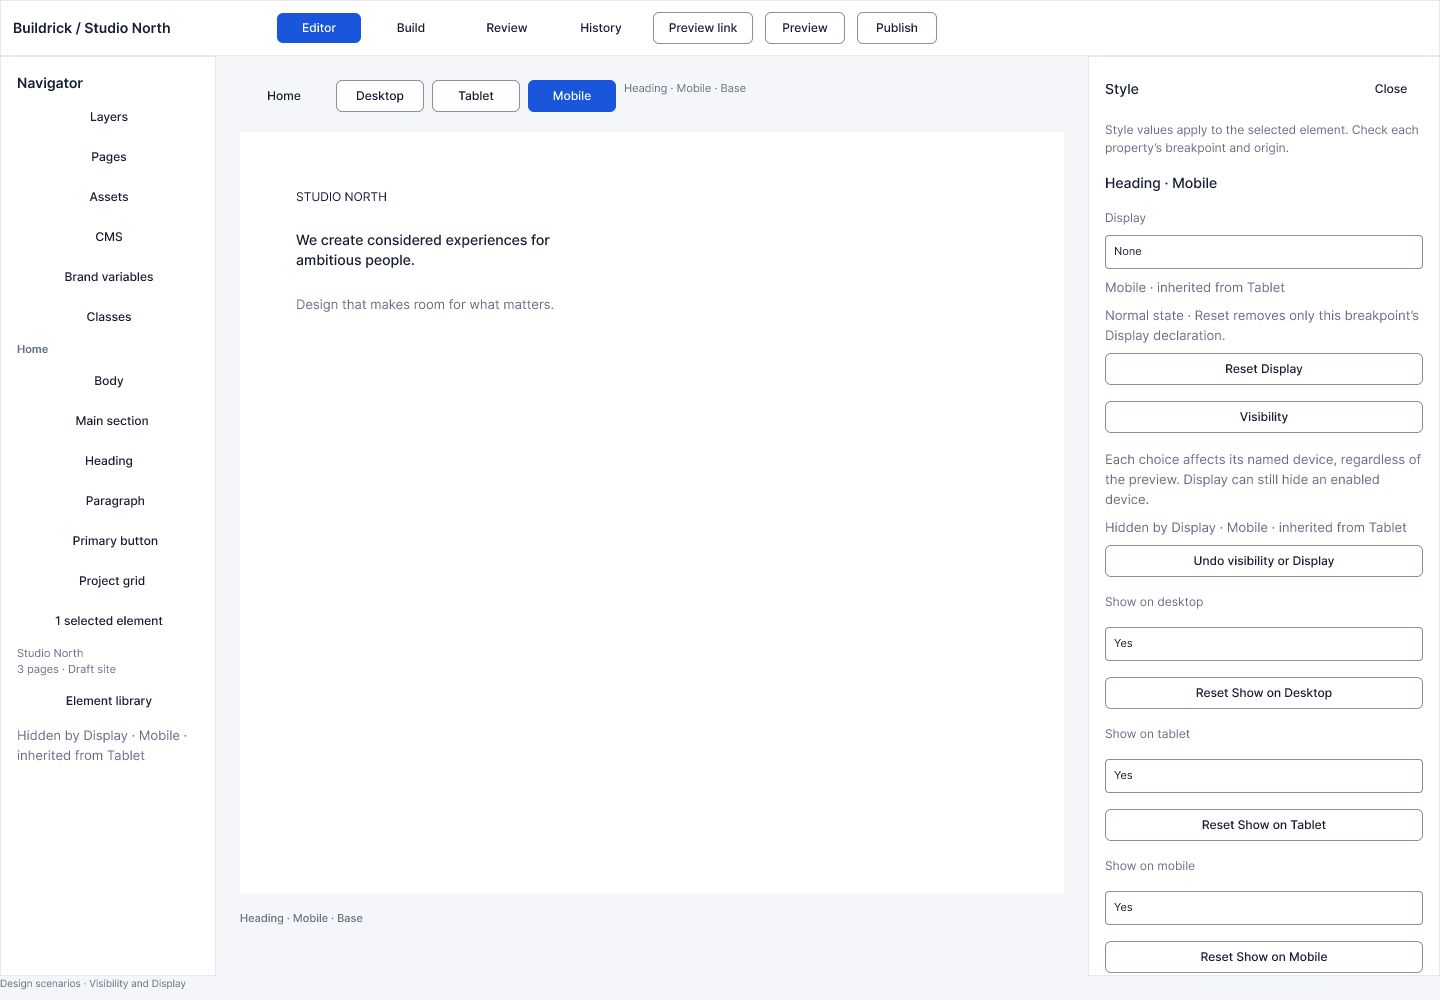 Buildrick / Studio North
Editor
Build
Review
History
Preview link
Preview
Publish
Navigator
Layers
Pages
Assets
CMS
Brand variables
Classes
Home
Body
Main section
Heading
Paragraph
Primary button
Project grid
1 selected element
Studio North
3 pages · Draft site
Element library
Hidden by Display · Mobile ·
inherited from Tablet
Home
Desktop
Tablet
Mobile
Heading · Mobile · Base
STUDIO NORTH
We create considered experiences for
ambitious people.
Design that makes room for what matters.
Heading · Mobile · Base
Style
Close
Style values apply to the selected element. Check each
property's breakpoint and origin.
Heading · Mobile
Display
None
Mobile · inherited from Tablet
Normal state · Reset removes only this breakpoint's
Display declaration.
Reset Display
Visibility
Each choice affects its named device, regardless of
the preview. Display can still hide an enabled
device.
Hidden by Display · Mobile · inherited from Tablet
Undo visibility or Display
Show on desktop
Yes
Reset Show on Desktop
Show on tablet
Yes
Reset Show on Tablet
Show on mobile
Yes
Reset Show on Mobile
Design scenarios · Visibility and Display